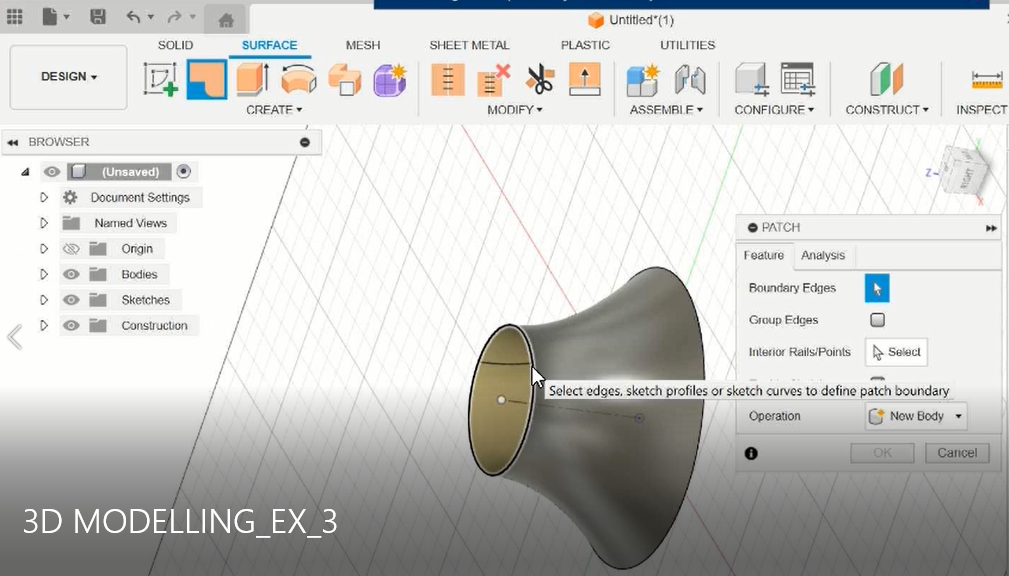 Untitled*(1)
SOLID SURFACE MESH SHEET METAL PLASTIC UTILITIES
DESIGN
CREATE MODIFY ASSEMBLE CONFIGURE CONSTRUCT INSPECT
BROWSER
(Unsaved)
Document Settings
Named Views
Origin
Bodies
Sketches
Construction
Z
RIGHT
X
PATCH
Feature Analysis
Boundary Edges
Group Edges
Interior Rails/Points Select
Select edges, sketch profiles or sketch curves to define patch boundary
Operation New Body
OK Cancel
3D MODELLING_EX_3